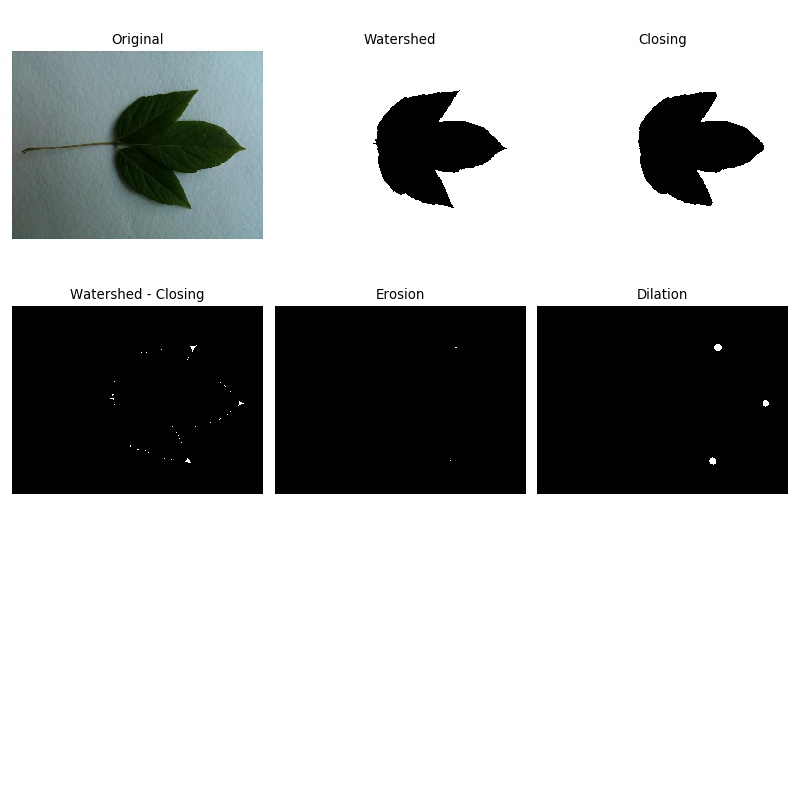 Original
Watershed
Closing
Watershed - Closing
Erosion
Dilation